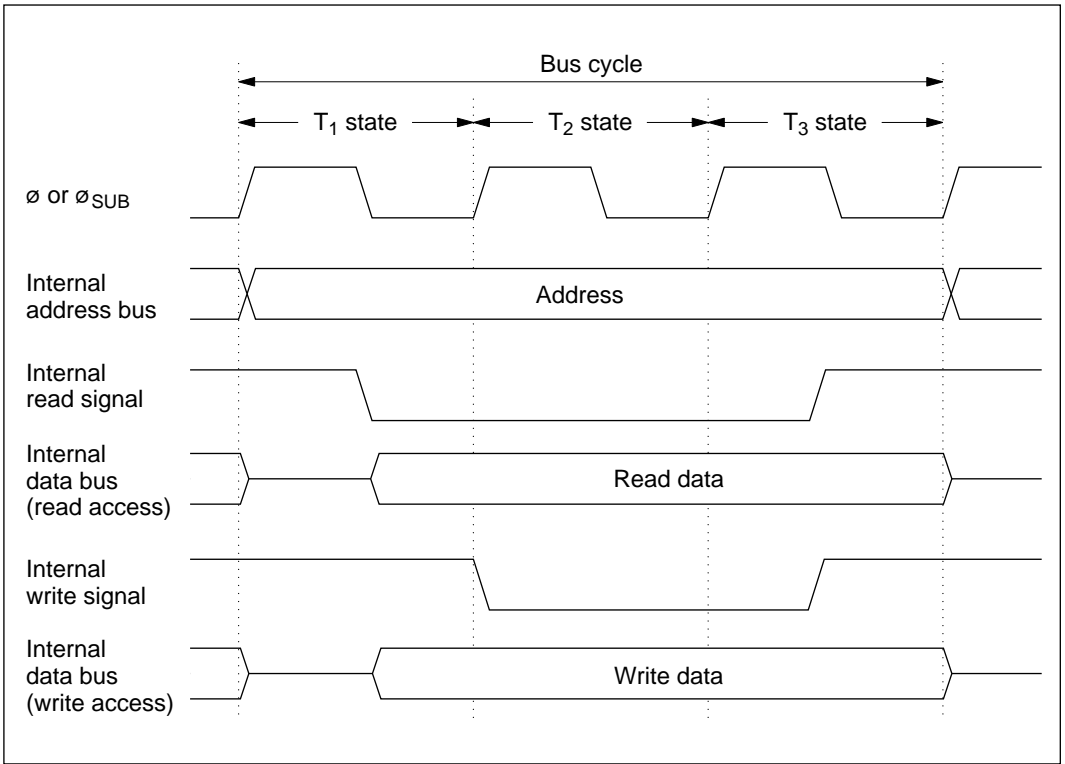 Bus cycle
T₁ state T₂ state T₃ state
ø or øSUB
Internal
address bus
Address
Internal
read signal
Internal
data bus
(read access)
Read data
Internal
write signal
Internal
data bus
(write access)
Write data